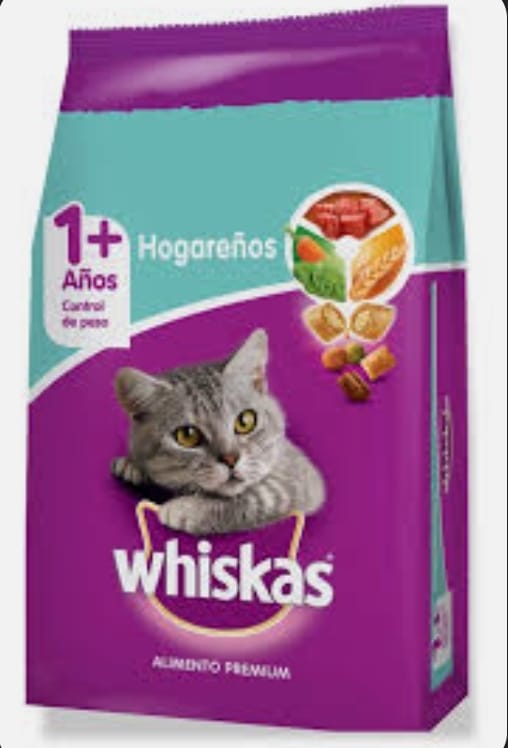 1+
Años
Control
de peso
Hogareños
whiskas
ALIMENTO PREMIUM